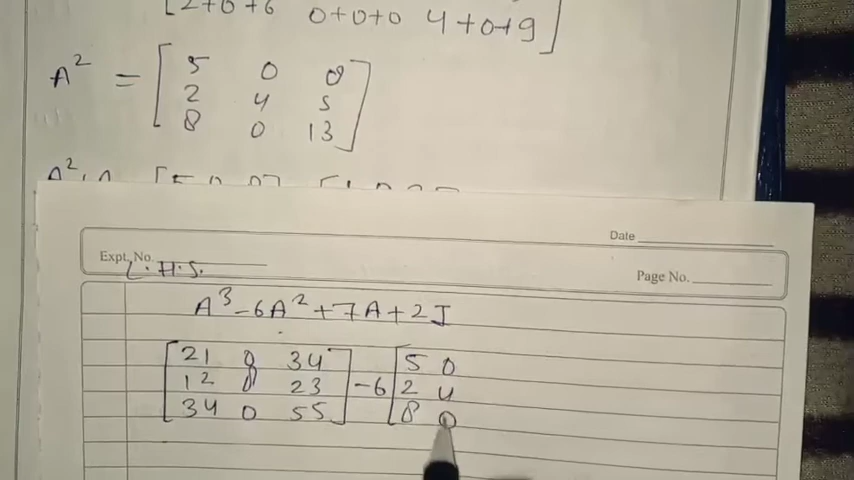 [2+0+6 0+0+0 4+0+9]
A² = [5 0 8
2 4 5
8 0 13]
Date
Expt. No.
L.H.S.
Page No.
A³-6A²+7A+2I
[21 0 34] -6 [5 0
12 8 23 2 4
34 0 55 8 0